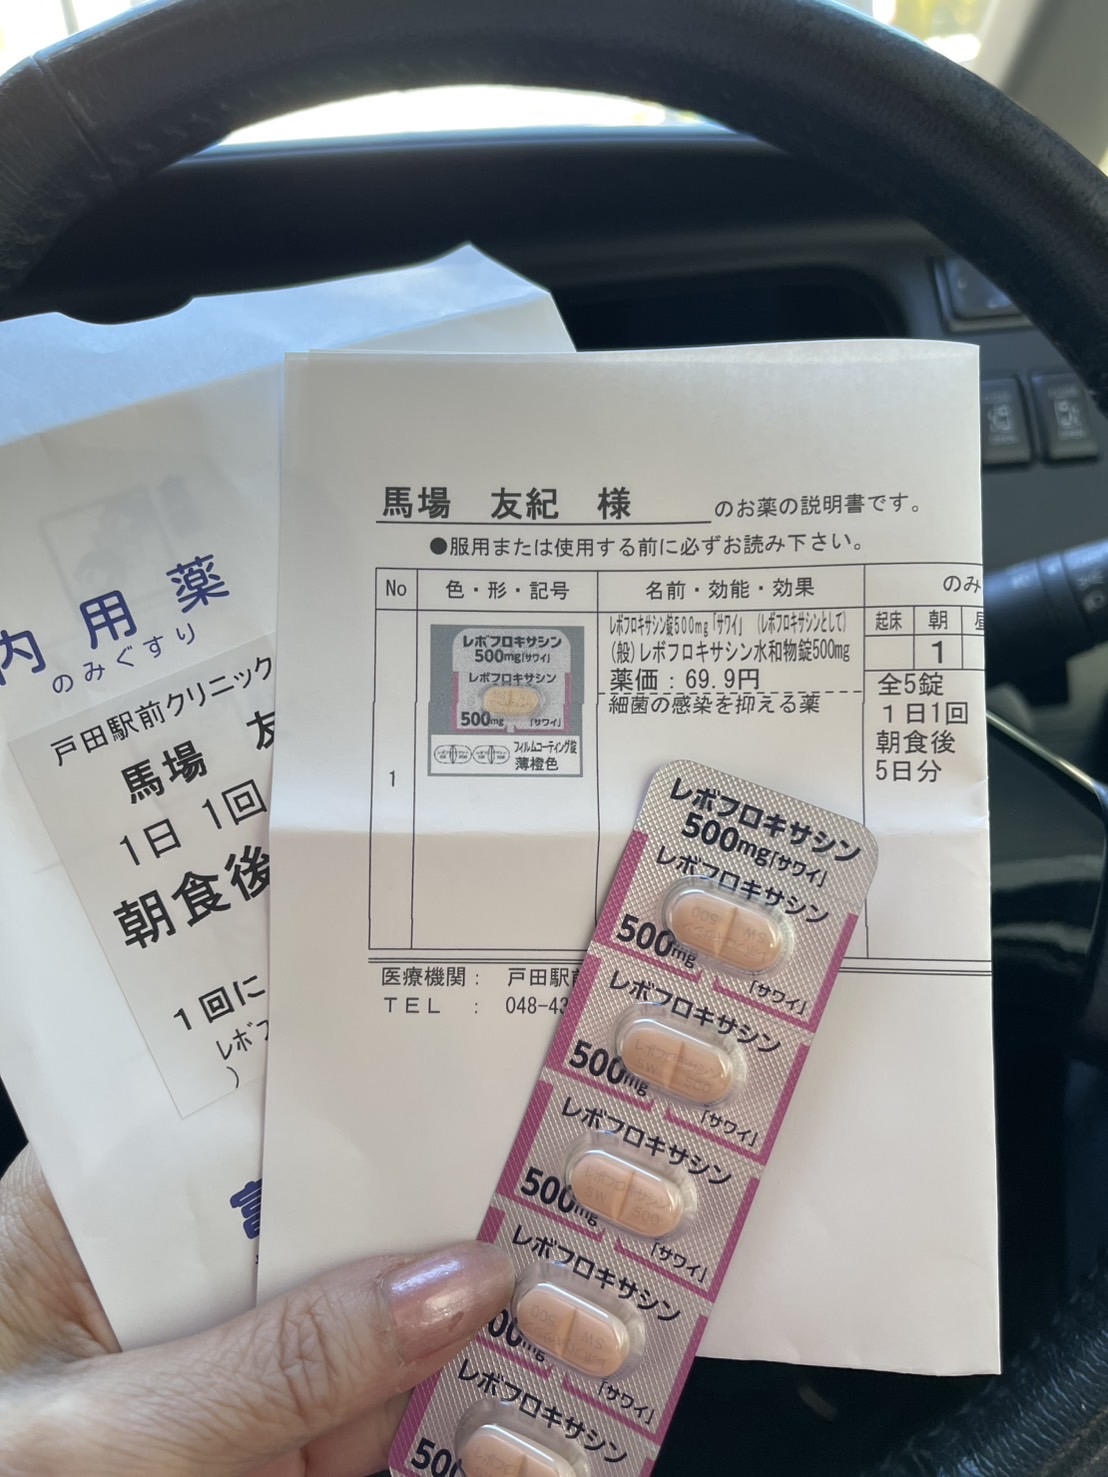 内用薬
のみぐすり
戸田駅前クリニック
馬場 友
1日 1回
朝食後
1回に
レボフ
)
馬場 友紀 様 のお薬の説明書です。
●服用または使用する前に必ずお読み下さい。
No 色・形・記号 名前・効能・効果 のみ
起床 朝 昼
1
1
レボフロキサシン
500mg「サワイ」
レボフロキサシン
500mg 「サワイ」
フィルムコーティング錠
薄橙色
レボフロキサシン錠500mg「サワイ」 (レボフロキサシンとして)
(般)レボフロキサシン水和物錠500mg
薬価:69.9円
細菌の感染を抑える薬
全5錠
1日1回
朝食後
5日分
医療機関: 戸田駅前
TEL : 048-43
レボフロキサシン
500mg「サワイ」
レボフロキサシン
500mg 「サワイ」
レボフロキサシン
500mg 「サワイ」
レボフロキサシン
500mg 「サワイ」
レボフロキサシン
00mg 「サワイ」
レボフロキサシン
500